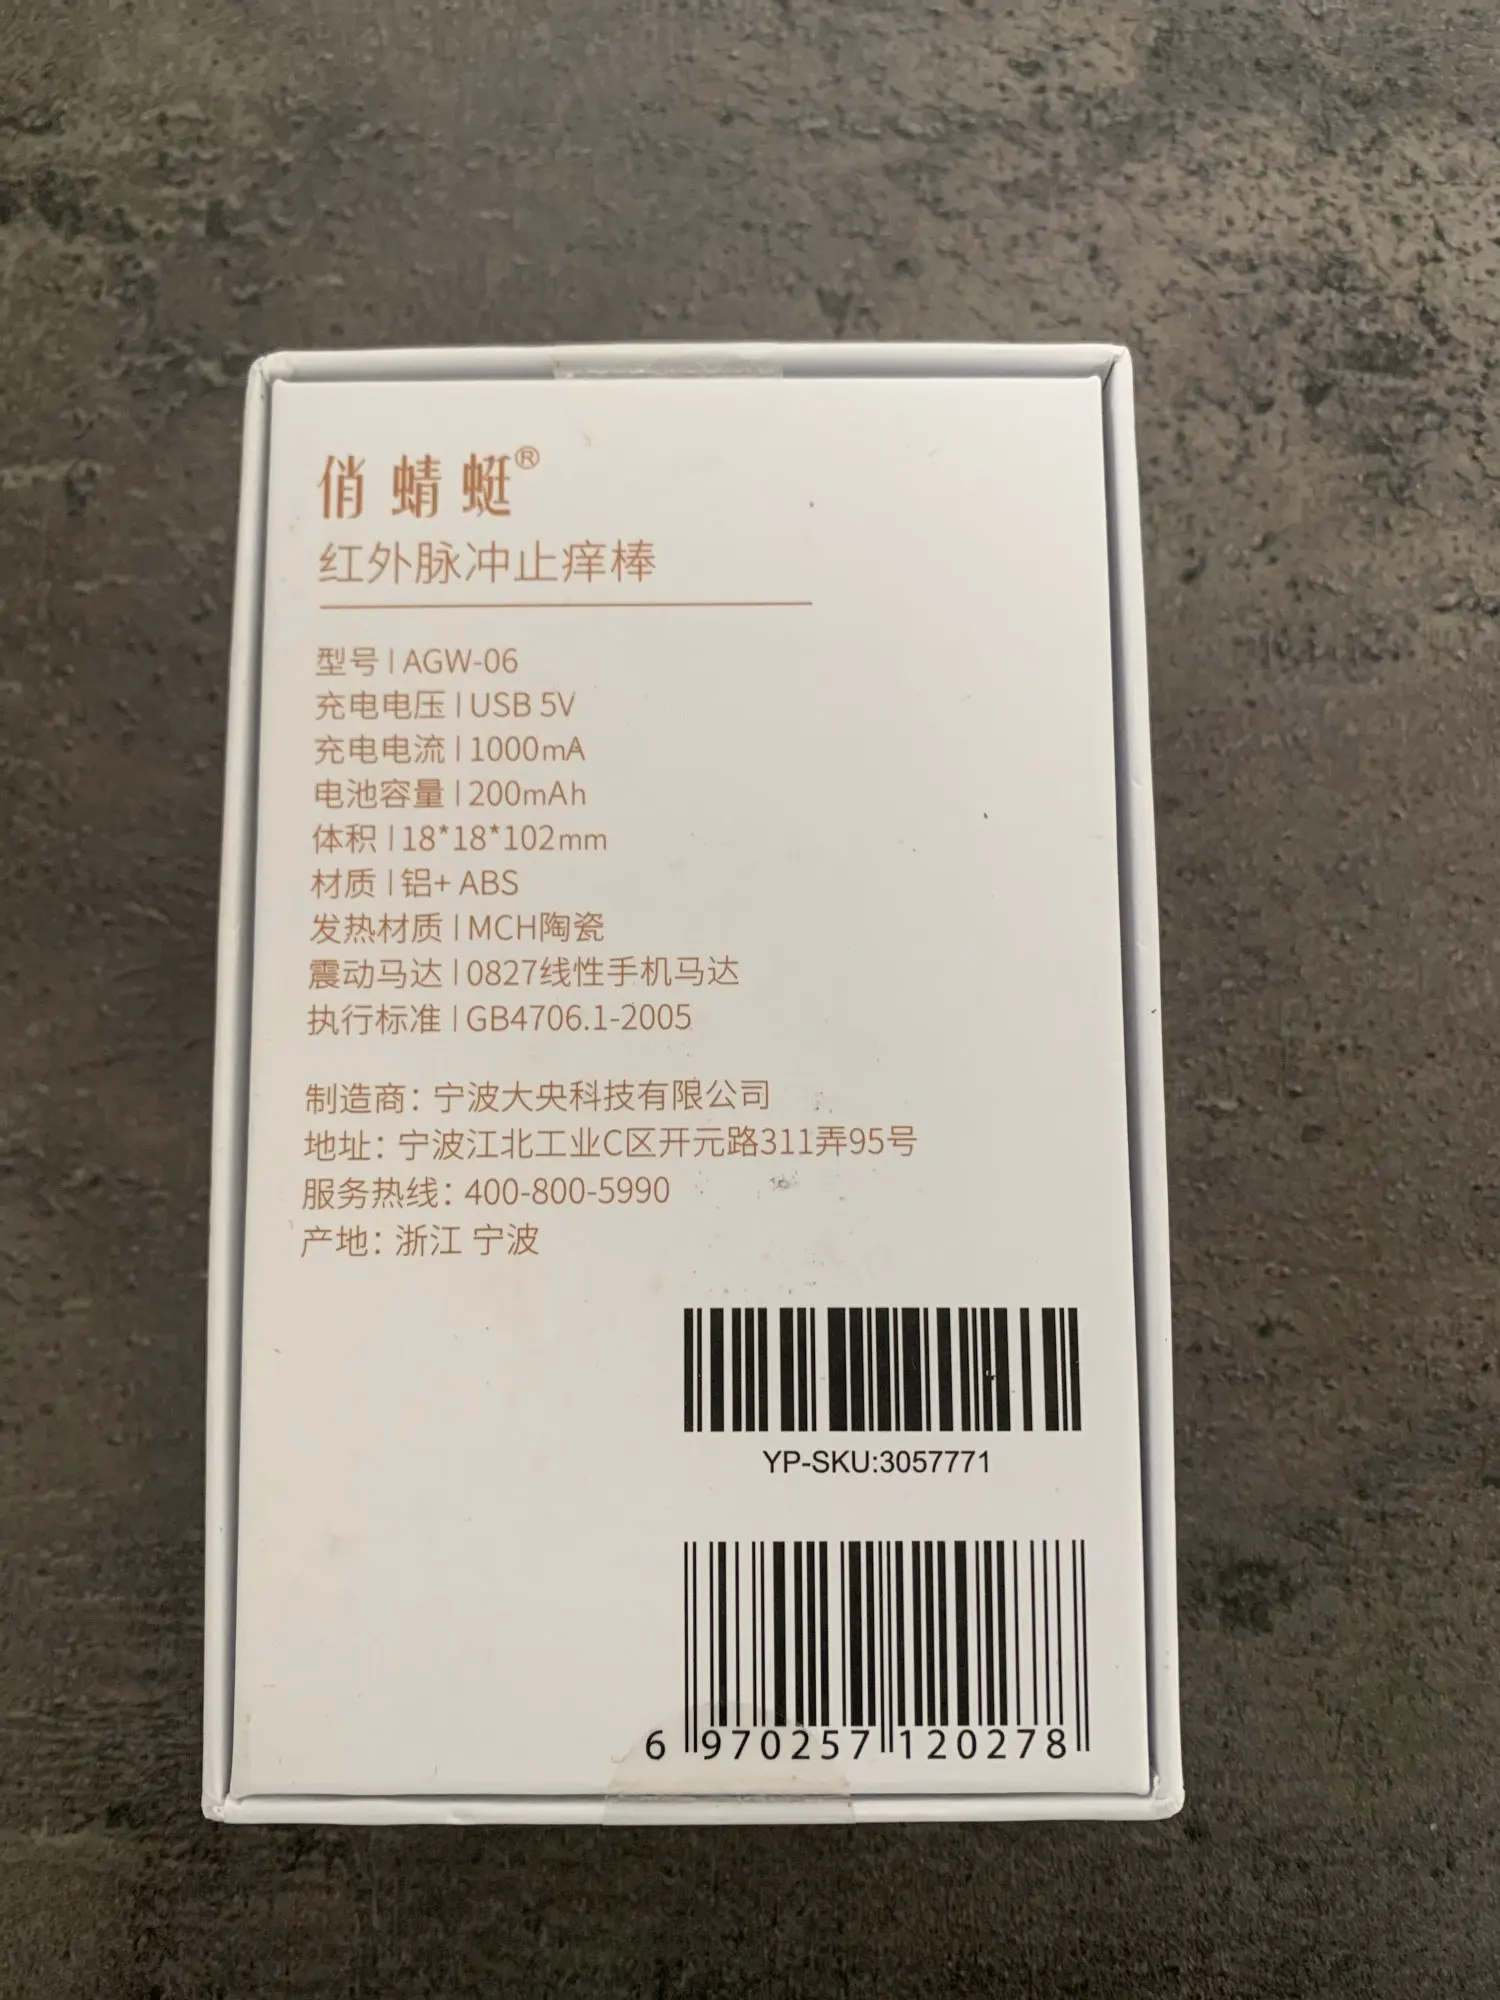 俏蜻蜓®
红外脉冲止痒棒
型号|AGW-06
充电电压|USB 5V
充电电流|1000mA
电池容量|200mAh
体积|18*18*102mm
材质|铝+ ABS
发热材质|MCH陶瓷
震动马达|0827线性手机马达
执行标准|GB4706.1-2005
制造商：宁波大央科技有限公司
地址：宁波江北工业C区开元路311弄95号
服务热线：400-800-5990
产地：浙江 宁波
YP-SKU:3057771
6 970257 120278